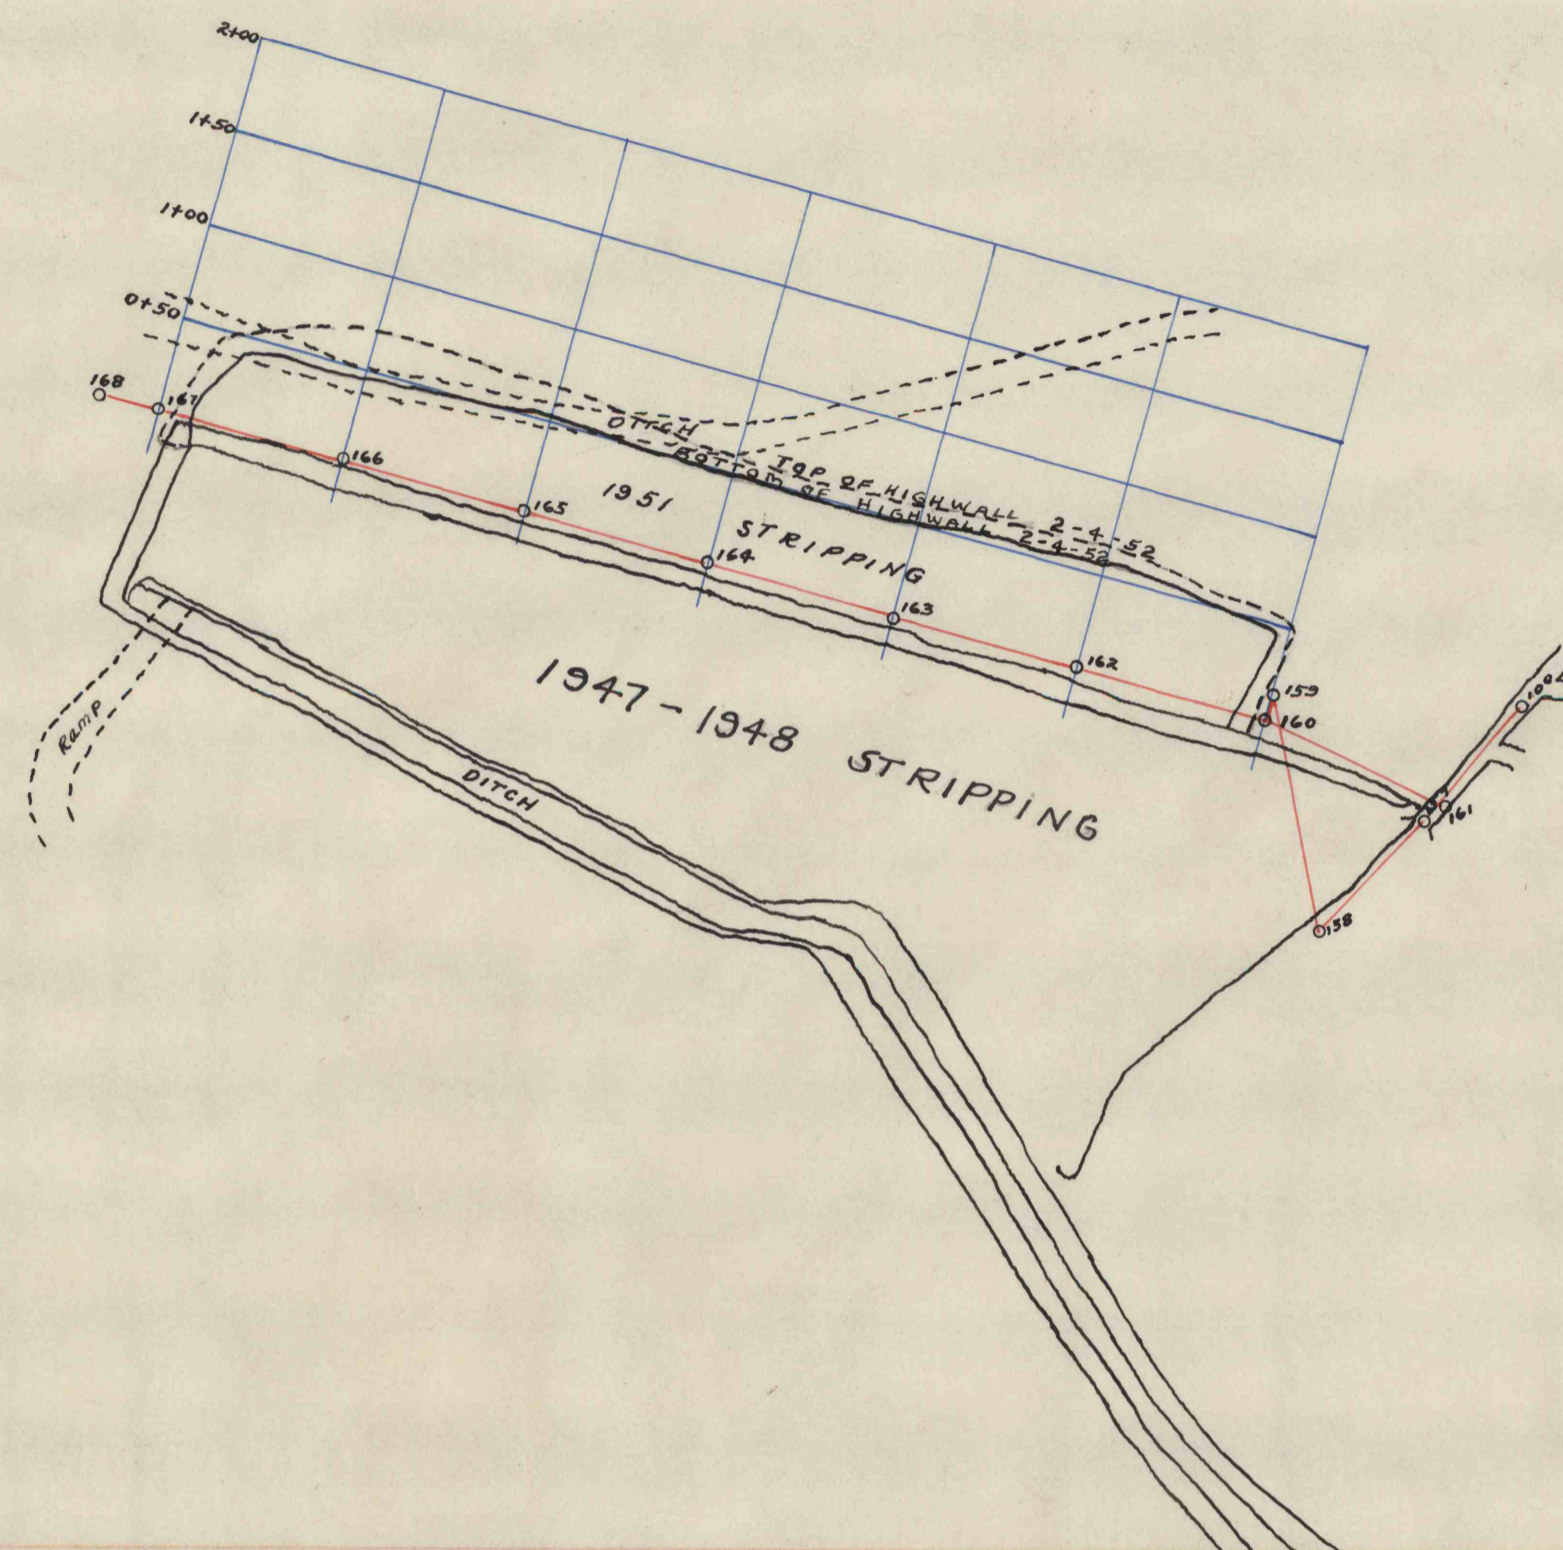 2+00
1+50
1+00
0+50
168
167
166
165
164
163
162
159
160
161
158
DITCH
TOP OF HIGHWALL 2-4-52
BOTTOM OF HIGHWALL 2-4-52
1951 STRIPPING
1947-1948 STRIPPING
Ramp
DITCH